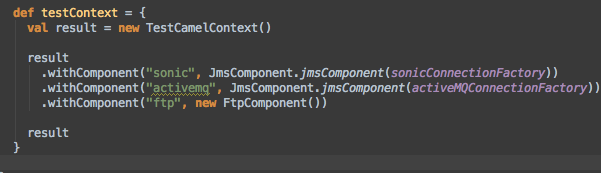 def testContext = {
  val result = new TestCamelContext()
  result
    .withComponent("sonic", JmsComponent.jmsComponent(sonicConnectionFactory))
    .withComponent("activemq", JmsComponent.jmsComponent(activeMQConnectionFactory))
    .withComponent("ftp", new FtpComponent())
  result
}